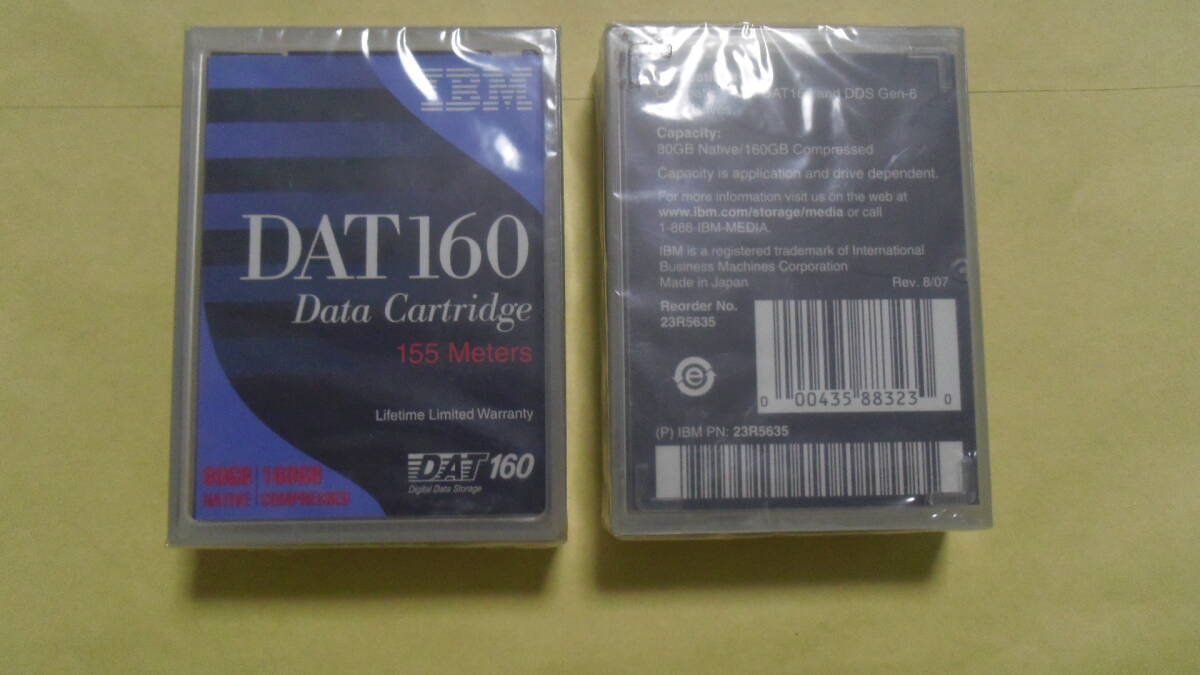 IBM
DAT160
Data Cartridge
155 Meters
Lifetime Limited Warranty
80GB 160GB
NATIVE COMPRESSED
DAT 160
Digital Data Storage
and DDS Gen-6
Capacity:
80GB Native/160GB Compressed
Capacity is application and drive dependent.
For more information visit us on the web at
www.ibm.com/storage/media or call
1-888-IBM-MEDIA.
IBM is a registered trademark of International
Business Machines Corporation
Made in Japan Rev. 8/07
Reorder No.
23R5635
e
0 00435 88323 0
(P) IBM PN: 23R5635